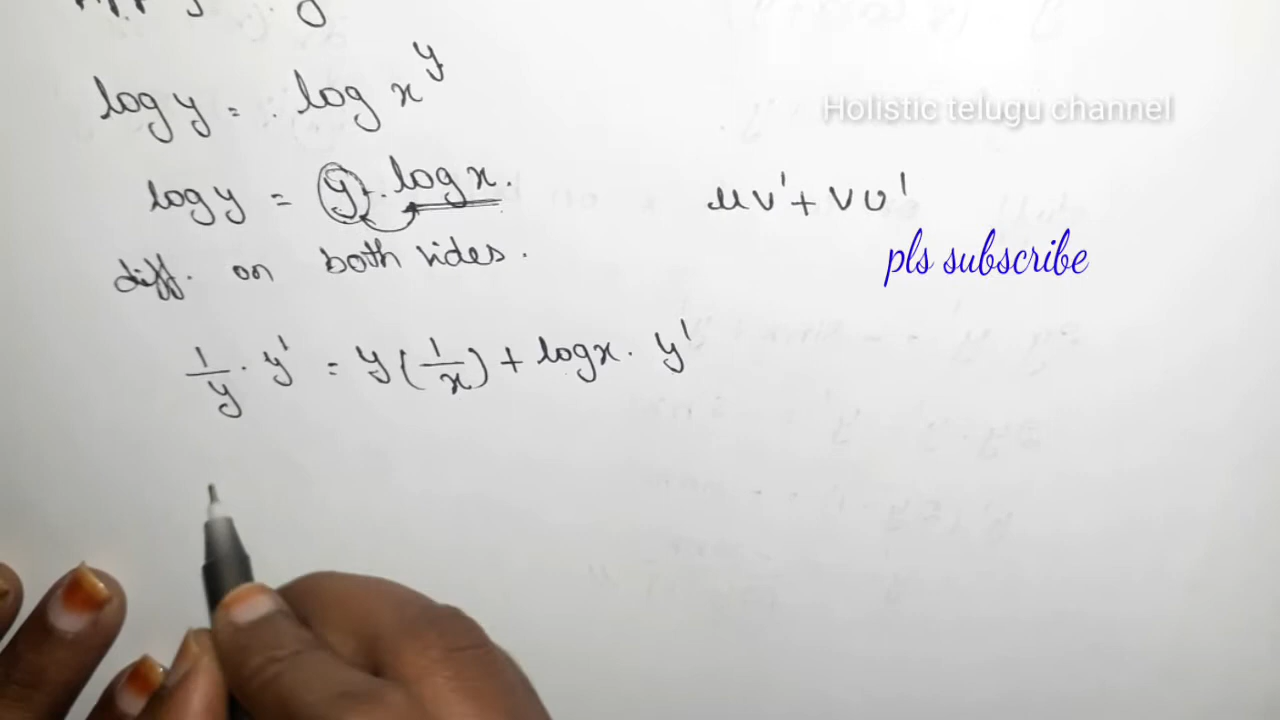 log y = log x^y
Holistic telugu channel
log y = y . log x .
uv' + vu'
diff. on both sides .
pls subscribe
1/y . y' = y (1/x) + log x . y'